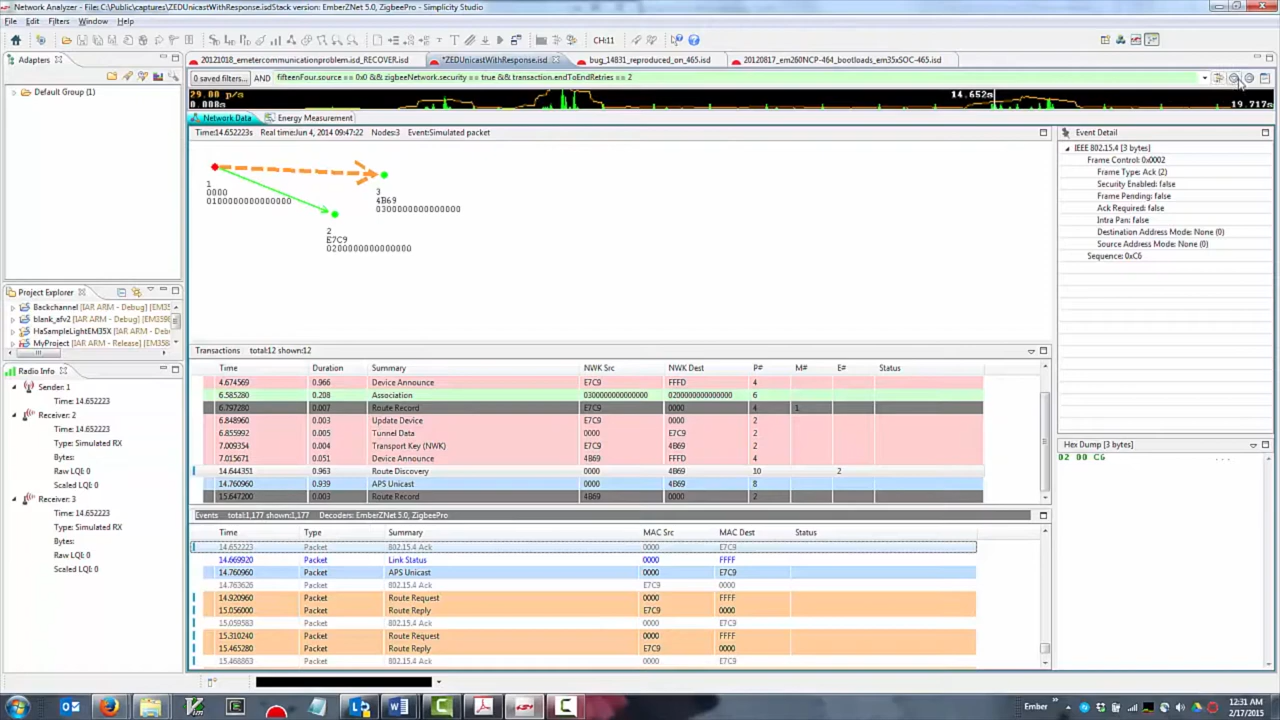 Network Analyzer - File: C:\Public\captures\ZEDUnicastWithResponse.isdStack version: EmberZNet 5.0, ZigbeePro - Simplicity Studio
File Edit Filters Window Help
CH:11
Adapters
20121018_emetercommunicationproblem.isd_RECOVER.isd
*ZEDUnicastWithResponse.isd
bug_14831_reproduced_on_465.isd
20120817_em260NCP-464_bootloads_em35xSOC-465.isd
0 saved filters... AND fifteenFour.source == 0x0 && zigbeeNetwork.security == true && transaction.endToEndRetries == 2
Default Group (1)
29.00 p/s 14.652s
0.008s 19.717s
Network Data Energy Measurement
Time:14.652223s Real time:Jun 4, 2014 09:47:22 Nodes:3 Event:Simulated packet
1
0000
0100000000000000
3
4B69
0300000000000000
2
E7C9
0200000000000000
Event Detail
IEEE 802.15.4 [3 bytes]
Frame Control: 0x0002
Frame Type: Ack (2)
Security Enabled: false
Frame Pending: false
Ack Required: false
Intra Pan: false
Destination Address Mode: None (0)
Source Address Mode: None (0)
Sequence: 0xC6
Project Explorer
Backchannel [IAR ARM - Debug] [EM35
blank_afv2 [IAR ARM - Debug] [EM359
HaSampleLightEM35X [IAR ARM - Debug]
MyProject [IAR ARM - Release] [EM358
Radio Info
Sender: 1
Time: 14.652223
Receiver: 2
Time: 14.652223
Type: Simulated RX
Bytes:
Raw LQI: 0
Scaled LQI: 0
Receiver: 3
Time: 14.652223
Type: Simulated RX
Bytes:
Raw LQI: 0
Scaled LQI: 0
Transactions total:12 shown:12
Time Duration Summary NWK Src NWK Dest P# M# E# Status
4.674569 0.966 Device Announce E7C9 FFFD 4
6.585280 0.208 Association 0300000000000000 0200000000000000 6
6.797280 0.007 Route Record E7C9 0000 4 1
6.848960 0.003 Update Device E7C9 0000 2
6.855992 0.005 Tunnel Data 0000 E7C9 2
7.009354 0.004 Transport Key (NWK) E7C9 4B69 2
7.015671 0.051 Device Announce 4B69 FFFD 4
14.644351 0.963 Route Discovery 0000 4B69 10 2
14.760960 0.939 APS Unicast 0000 4B69 8
15.647200 0.003 Route Record 4B69 0000 2
Hex Dump [3 bytes]
02 00 C6 ...
Events total:1,177 shown:1,177 Decoders: EmberZNet 5.0, ZigbeePro
Time Type Summary MAC Src MAC Dest Status
14.652223 Packet 802.15.4 Ack 0000 E7C9
14.669920 Packet Link Status 0000 FFFF
14.760960 Packet APS Unicast 0000 E7C9
14.763626 Packet 802.15.4 Ack E7C9 0000
14.920960 Packet Route Request 0000 FFFF
15.056000 Packet Route Reply E7C9 0000
15.059583 Packet 802.15.4 Ack 0000 E7C9
15.310240 Packet Route Request 0000 FFFF
15.465280 Packet Route Reply E7C9 0000
15.468863 Packet 802.15.4 Ack 0000 E7C9
Ember
12:31 AM
2/17/2015